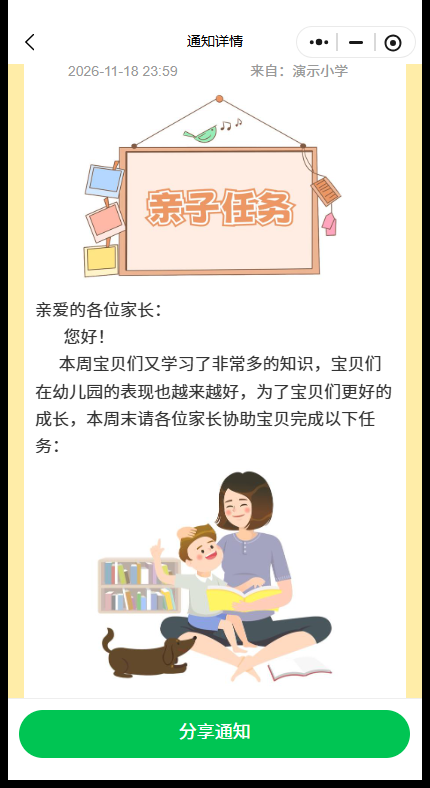 通知详情
2026-11-18 23:59 来自：演示小学
亲子任务
亲爱的各位家长：
您好！
本周宝贝们又学习了非常多的知识，宝贝们
在幼儿园的表现也越来越好，为了宝贝们更好的
成长，本周末请各位家长协助宝贝完成以下任
务：
分享通知